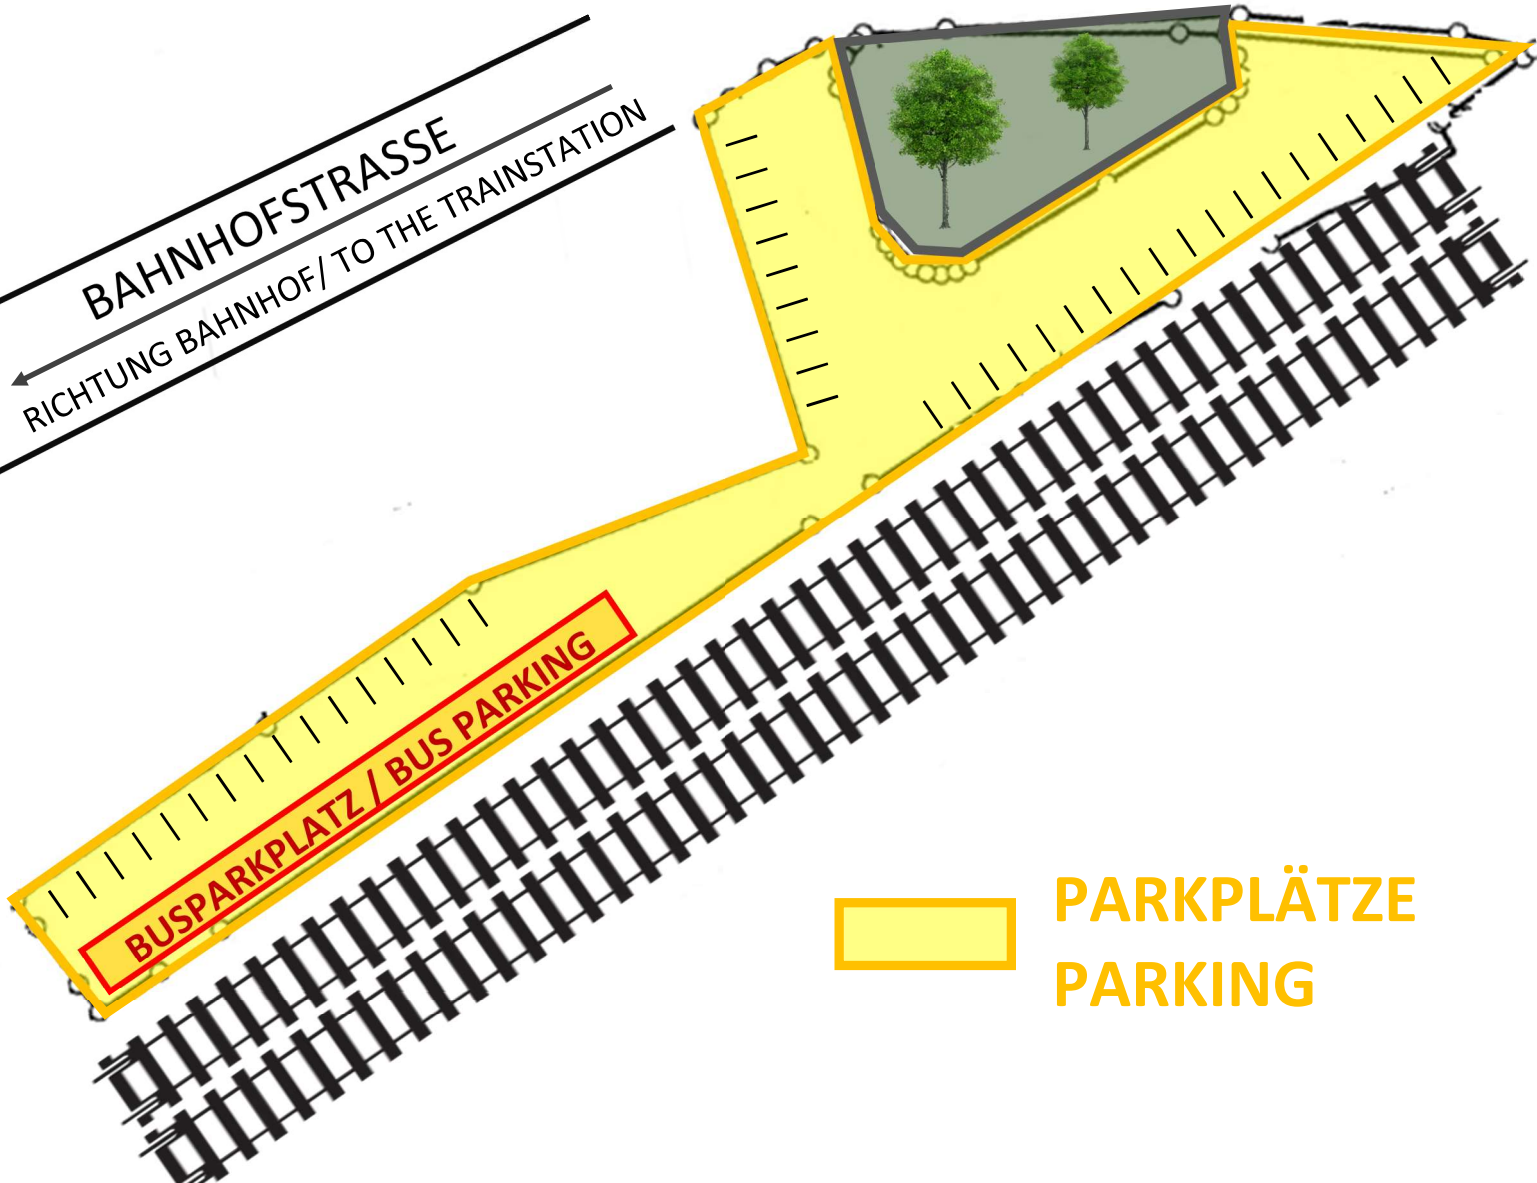 BAHNHOFSTRASSE
RICHTUNG BAHNHOF/ TO THE TRAINSTATION
BUSPARKPLATZ / BUS PARKING
PARKPLÄTZE
PARKING